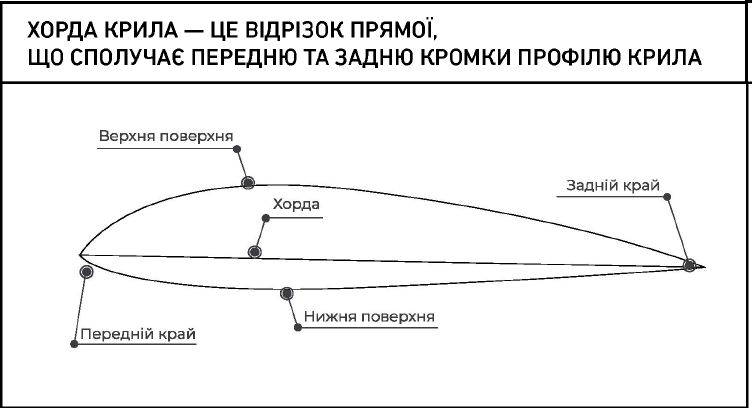 ХОРДА КРИЛА — ЦЕ ВІДРІЗОК ПРЯМОЇ,
ЩО СПОЛУЧАЄ ПЕРЕДНЮ ТА ЗАДНЮ КРОМКИ ПРОФІЛЮ КРИЛА
Верхня поверхня
Задній край
Хорда
Нижня поверхня
Передній край